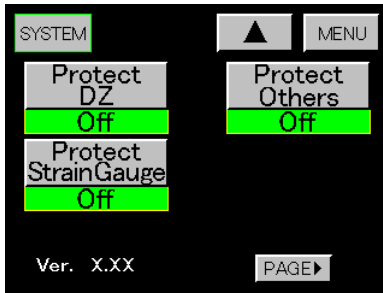 SYSTEM ▲ MENU
Protect DZ
Off
Protect Others
Off
Protect StrainGauge
Off
Ver. X.XX
PAGE▶